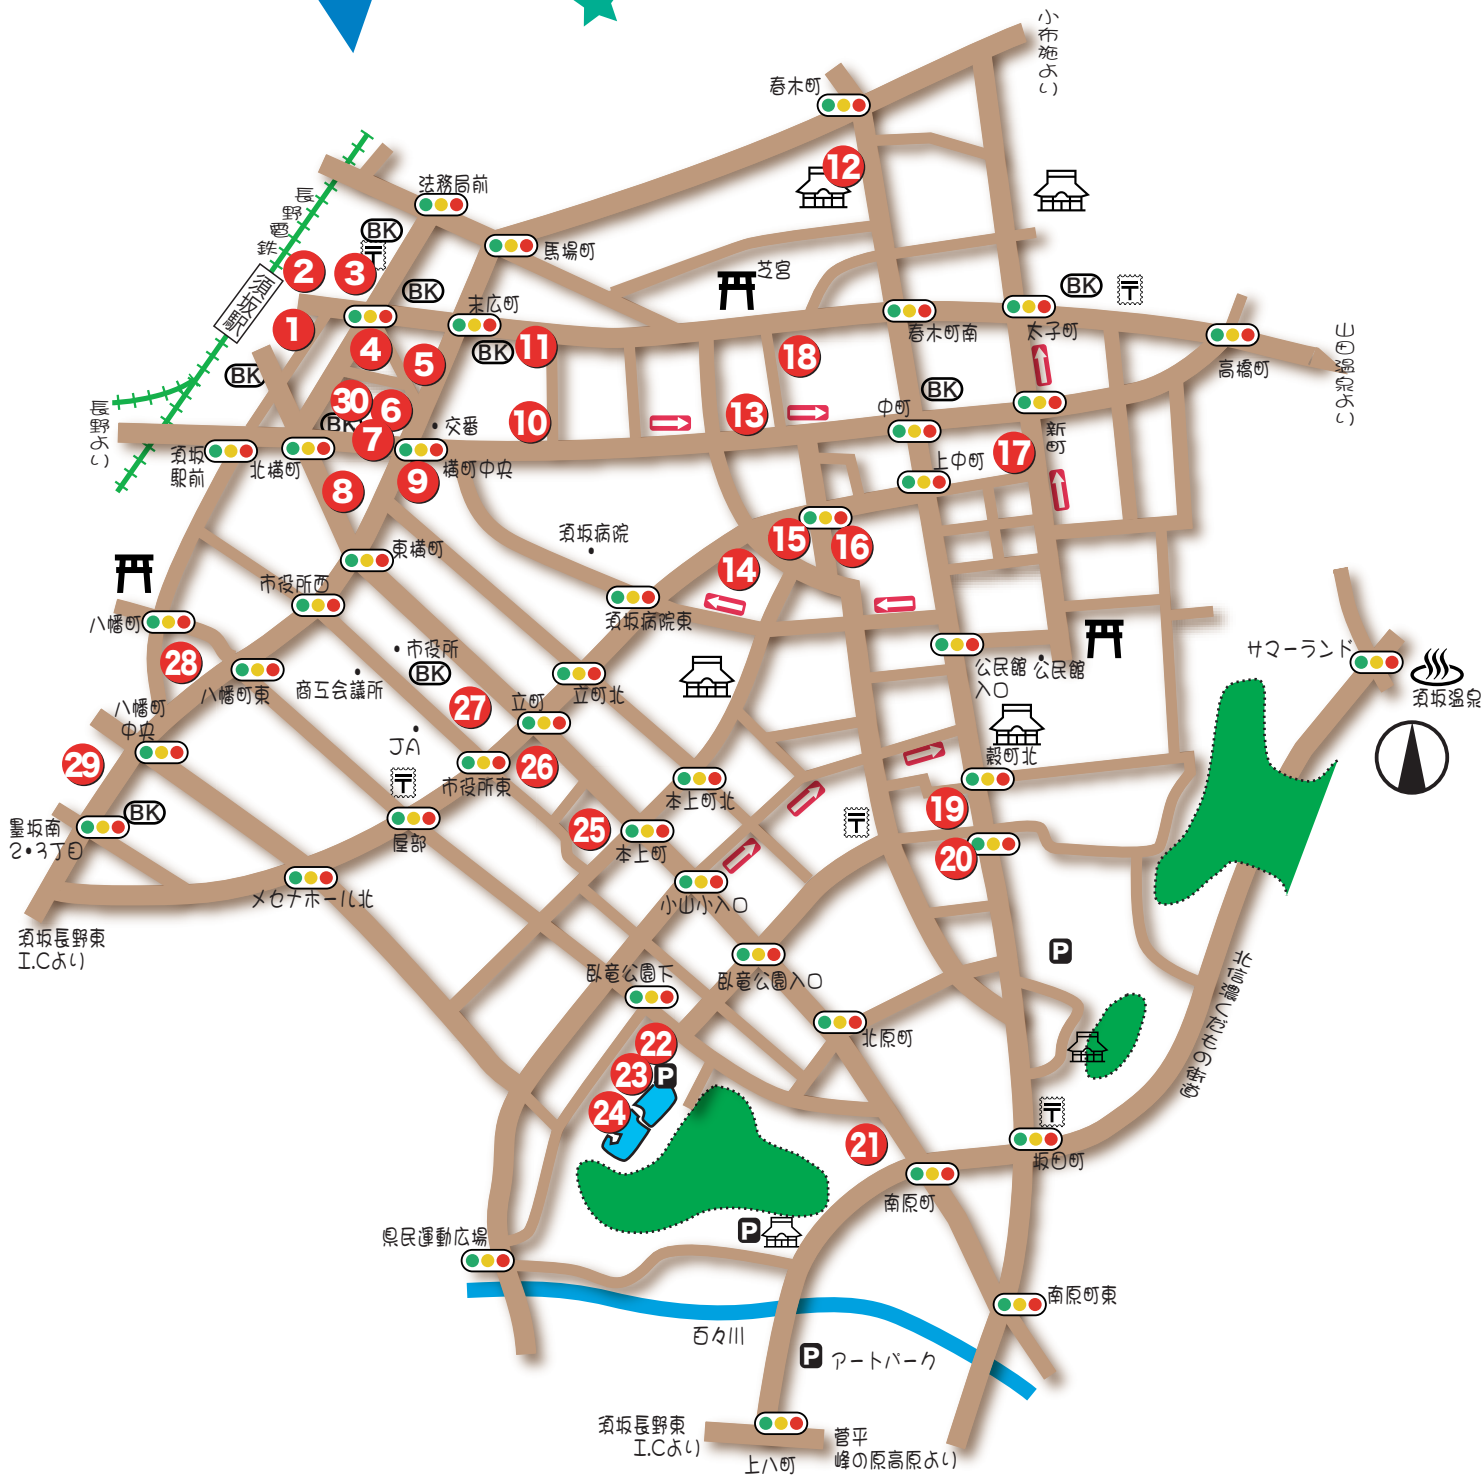 小布施より
春木町
12
法務局前
長野電鉄
BK
馬場町
2
3
芝宮
須坂駅
BK
BK
末広町
1
春木町南
太子町
山田温泉より
4
5
BK
11
18
高橋町
BK
BK
30
6
長野より
BK
交番
10
13
中町
新町
7
須坂
駅前
北横町
横町中央
上中町
17
8
9
須坂病院
15
16
東横町
14
市役所西
八幡町
須坂病院東
28
市役所
BK
公民館
入口
公民館
サマーランド
須坂温泉
商工会議所
八幡町東
27
立町
立町北
八幡町
中央
JA
29
市役所東
26
穀町北
本上町北
19
BK
墨坂南
2・3丁目
屋部
25
本上町
20
メセナホール北
小山小入口
須坂長野東
I.Cより
P
臥竜公園下
臥竜公園入口
北信濃くだもの街道
北原町
22
23
P
24
21
坂田町
南原町
県民運動広場
P
南原町東
百々川
P
アートパーク
須坂長野東
I.Cより
菅平
峰の原高原より
上八町